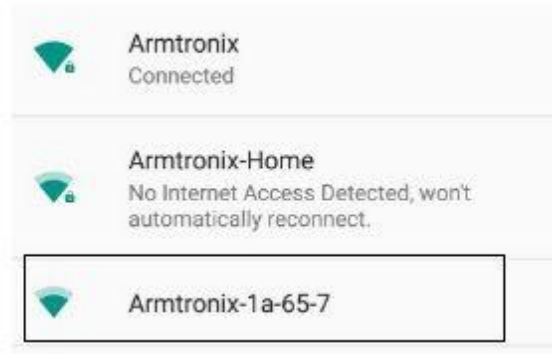 Armtronix
Connected
Armtronix-Home
No Internet Access Detected, won't
automatically reconnect.
Armtronix-1a-65-7